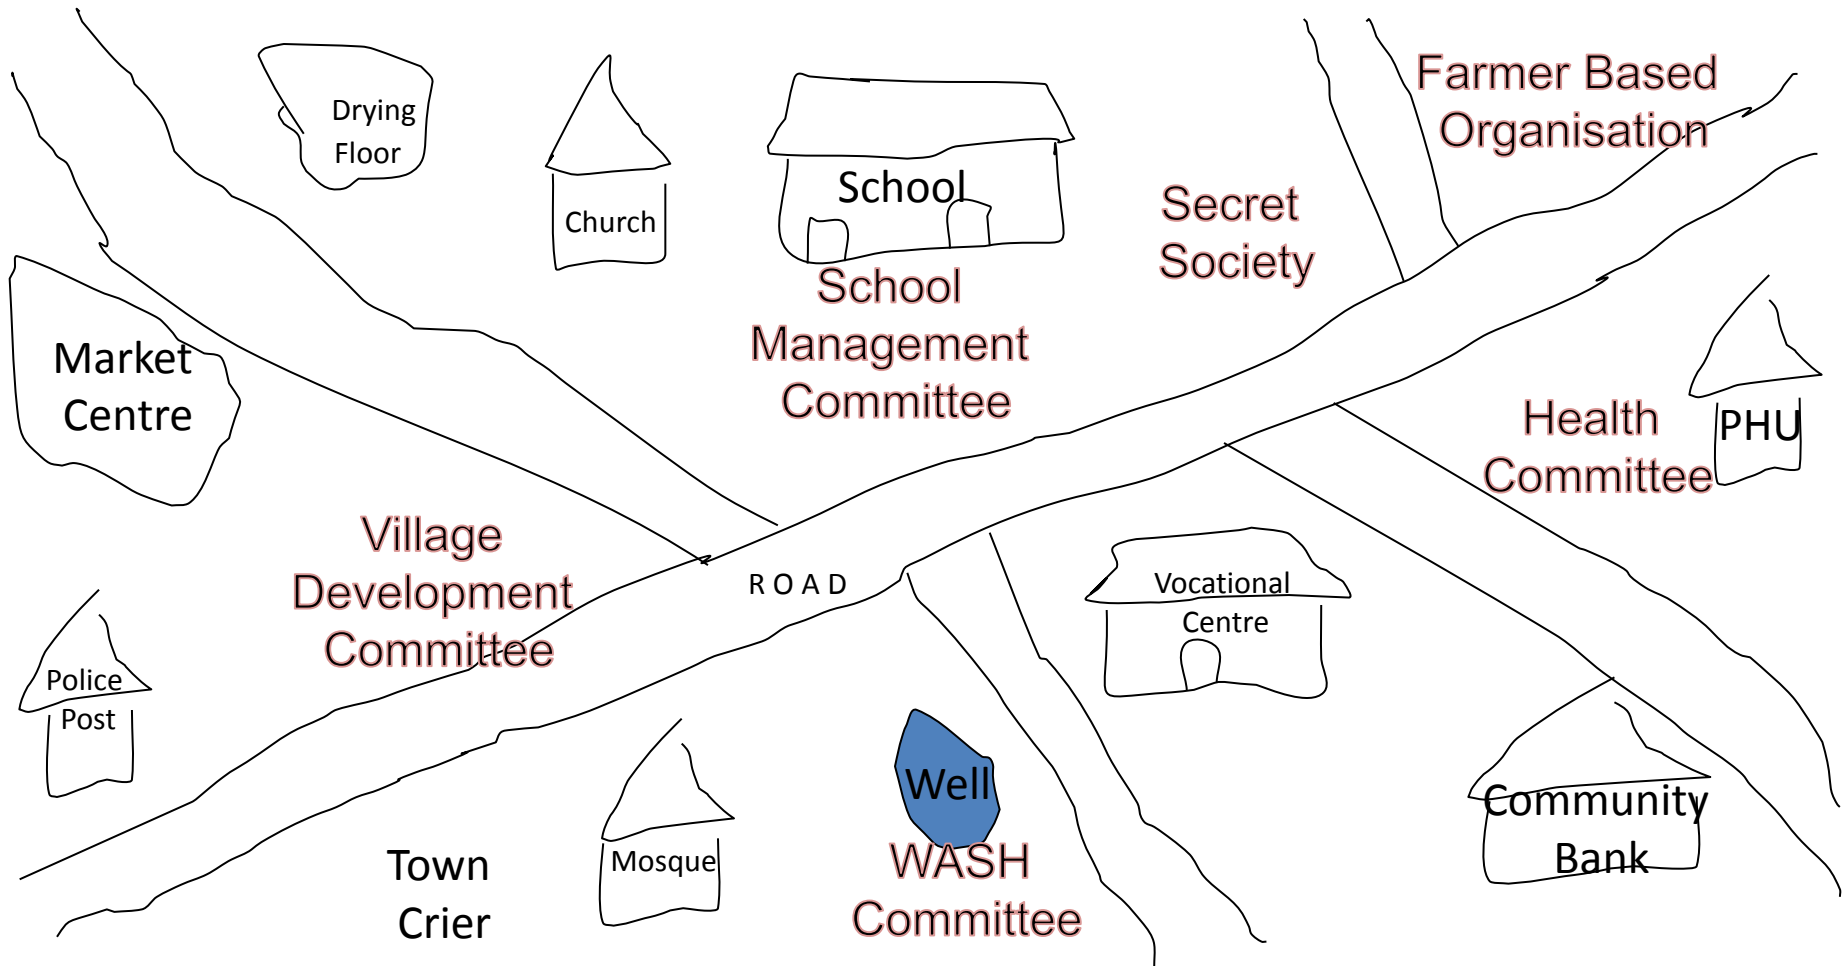 Drying
Floor
Church
School
School
Management
Committee
Secret
Society
Farmer Based
Organisation
Market
Centre
Health
Committee
PHU
Village
Development
Committee
ROAD
Vocational
Centre
Police
Post
Town
Crier
Mosque
Well
WASH
Committee
Community
Bank